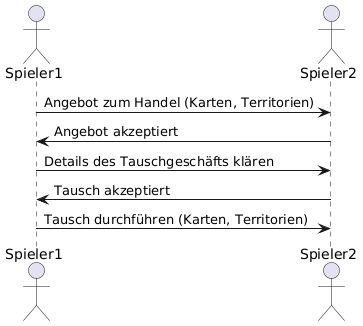 Spieler1 Spieler2
Angebot zum Handel (Karten, Territorien)
Angebot akzeptiert
Details des Tauschgeschäfts klären
Tausch akzeptiert
Tausch durchführen (Karten, Territorien)
Spieler1 Spieler2